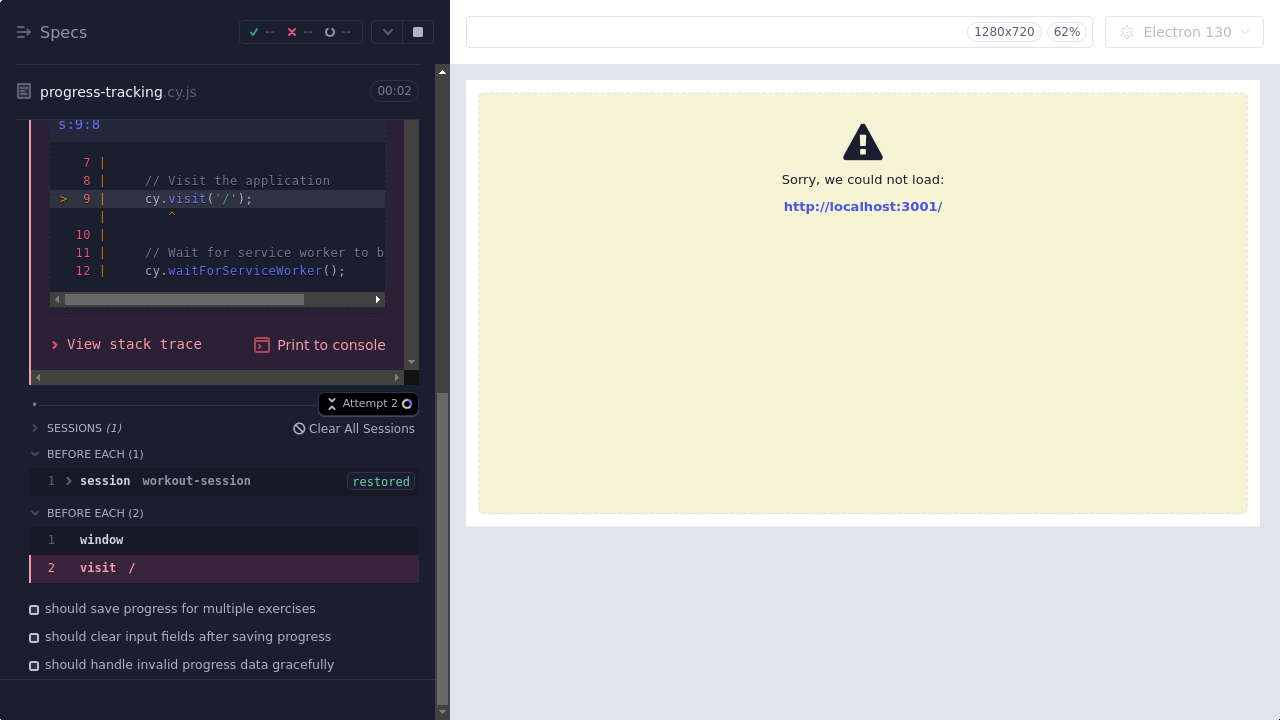 Specs
-- -- --
1280x720
62%
Electron 130
progress-tracking.cy.js
00:02
s:9:8
7 |
8 | // Visit the application
> 9 | cy.visit('/');
| ^
10 |
11 | // Wait for service worker to b
12 | cy.waitForServiceWorker();
View stack trace
Print to console
Attempt 2
SESSIONS (1)
Clear All Sessions
BEFORE EACH (1)
1 session workout-session restored
BEFORE EACH (2)
1 window
2 visit /
should save progress for multiple exercises
should clear input fields after saving progress
should handle invalid progress data gracefully
Sorry, we could not load:
http://localhost:3001/